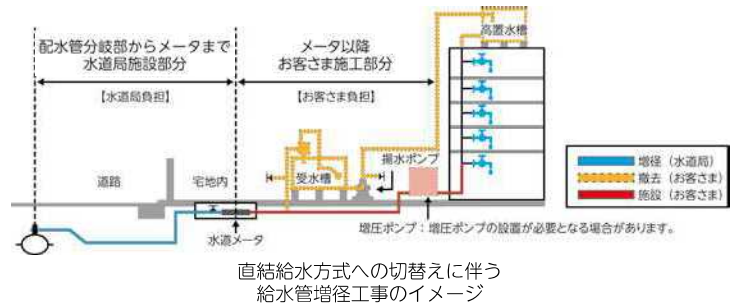 配水管分岐部からメータまで
水道局施設部分
メータ以降
お客さま施工部分
【水道局負担】
【お客さま負担】
高置水槽
道路
宅地内
受水槽
揚水ポンプ
増径（水道局）
撤去（お客さま）
施設（お客さま）
水道メータ
増圧ポンプ：増圧ポンプの設置が必要となる場合があります。
直結給水方式への切替えに伴う
給水管増径工事のイメージ